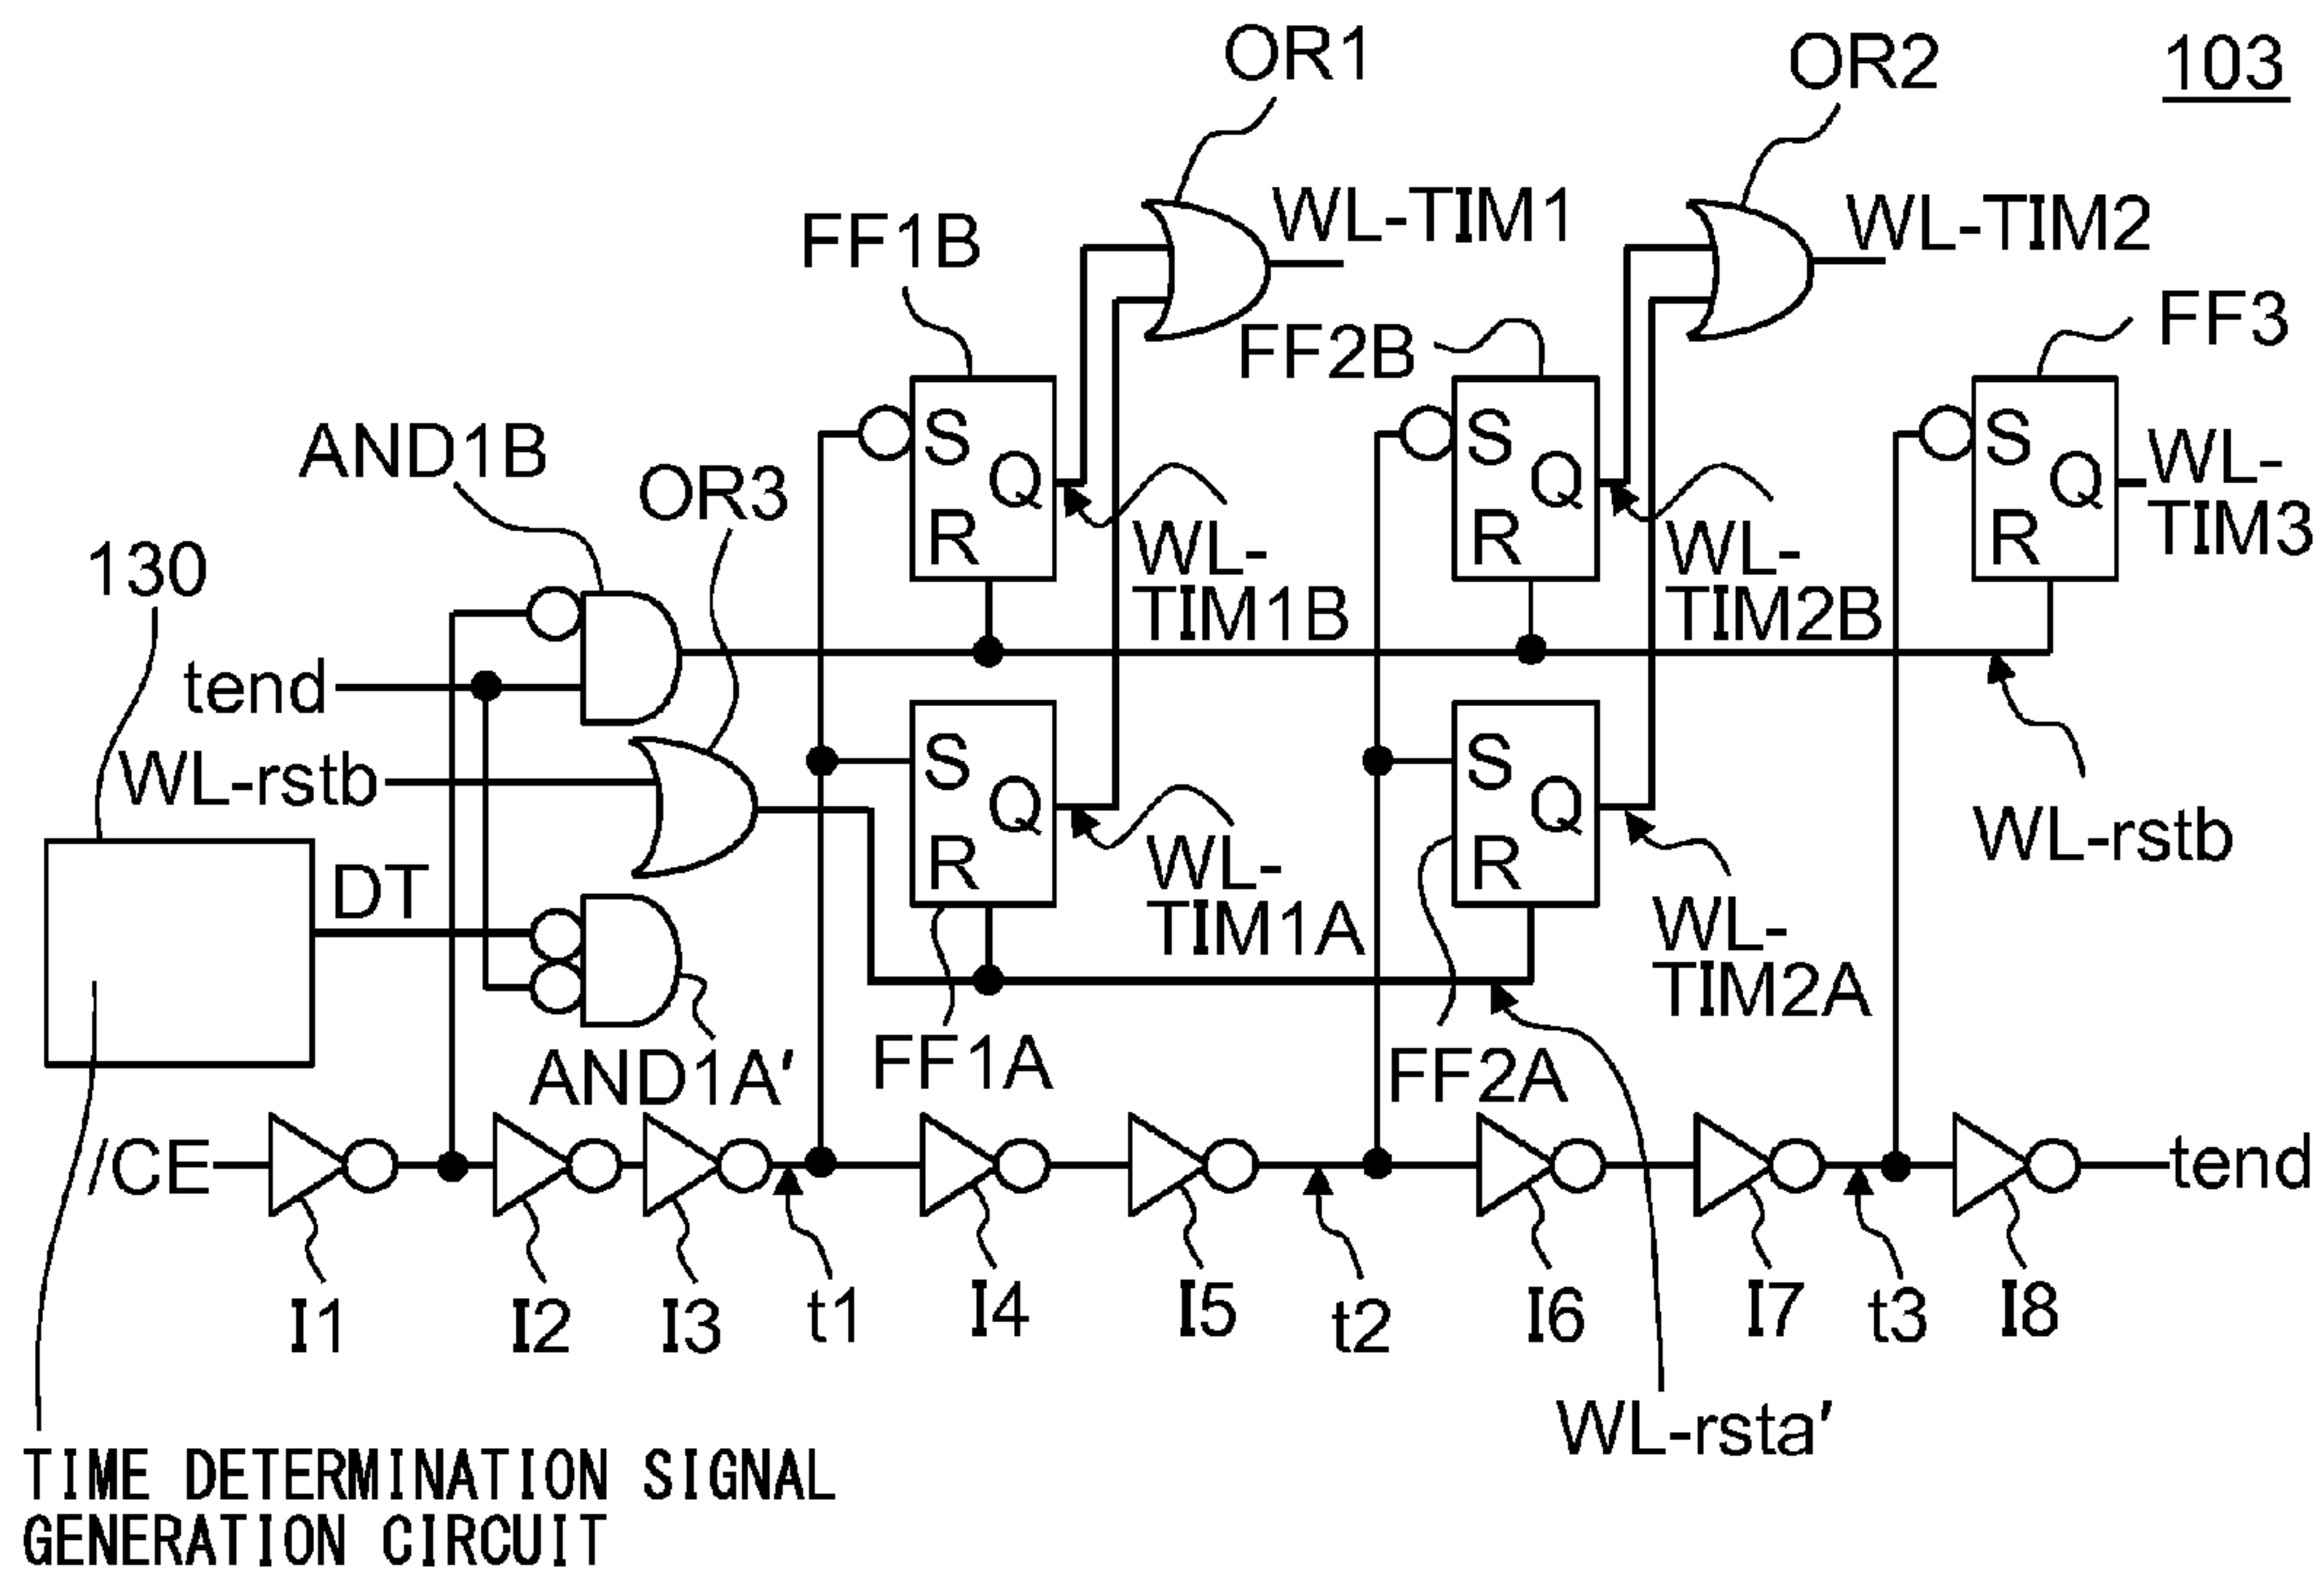 OR1
OR2
103
WL-TIM1
WL-TIM2
FF1B
FF2B
FF3
S
Q
R
S
Q
R
S
Q
R
WL-
TIM3
AND1B
OR3
130
WL-
TIM1B
WL-
TIM2B
tend
WL-rstb
S
Q
R
S
Q
R
WL-rstb
DT
WL-
TIM1A
WL-
TIM2A
AND1A'
FF1A
FF2A
/CE
tend
I1
I2
I3
t1
I4
I5
t2
I6
I7
t3
I8
WL-rsta'
TIME DETERMINATION SIGNAL
GENERATION CIRCUIT